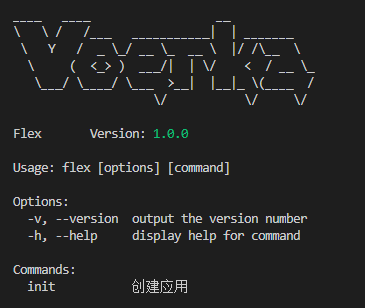 Flex Version: 1.0.0
Usage: flex [options] [command]
Options:
-v, --version output the version number
-h, --help display help for command
Commands:
init 创建应用